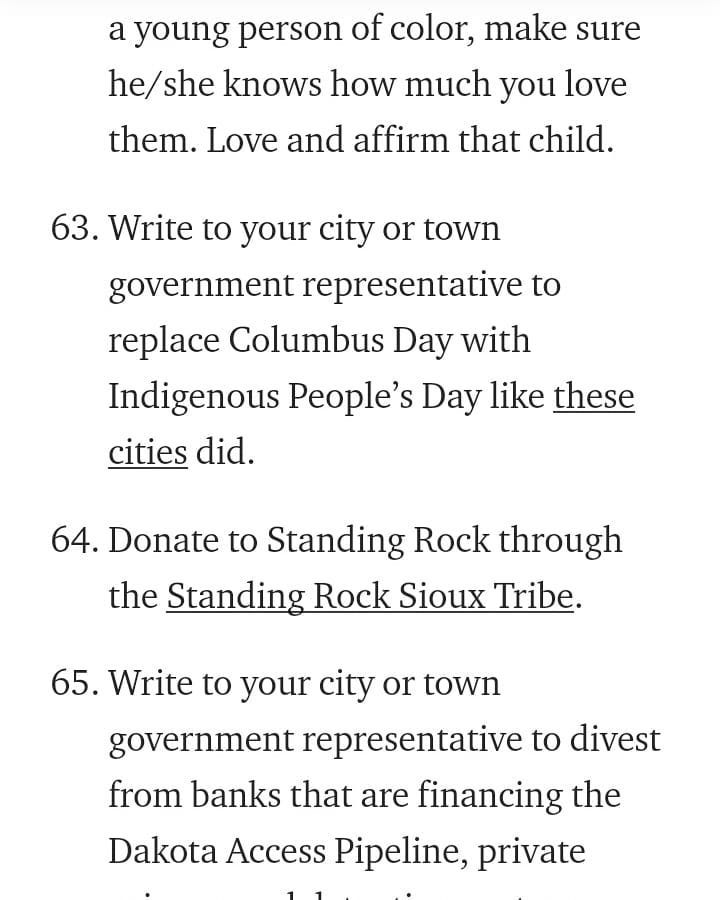 a young person of color, make sure
he/she knows how much you love
them. Love and affirm that child.
63. Write to your city or town
government representative to
replace Columbus Day with
Indigenous People’s Day like these
cities did.
64. Donate to Standing Rock through
the Standing Rock Sioux Tribe.
65. Write to your city or town
government representative to divest
from banks that are financing the
Dakota Access Pipeline, private